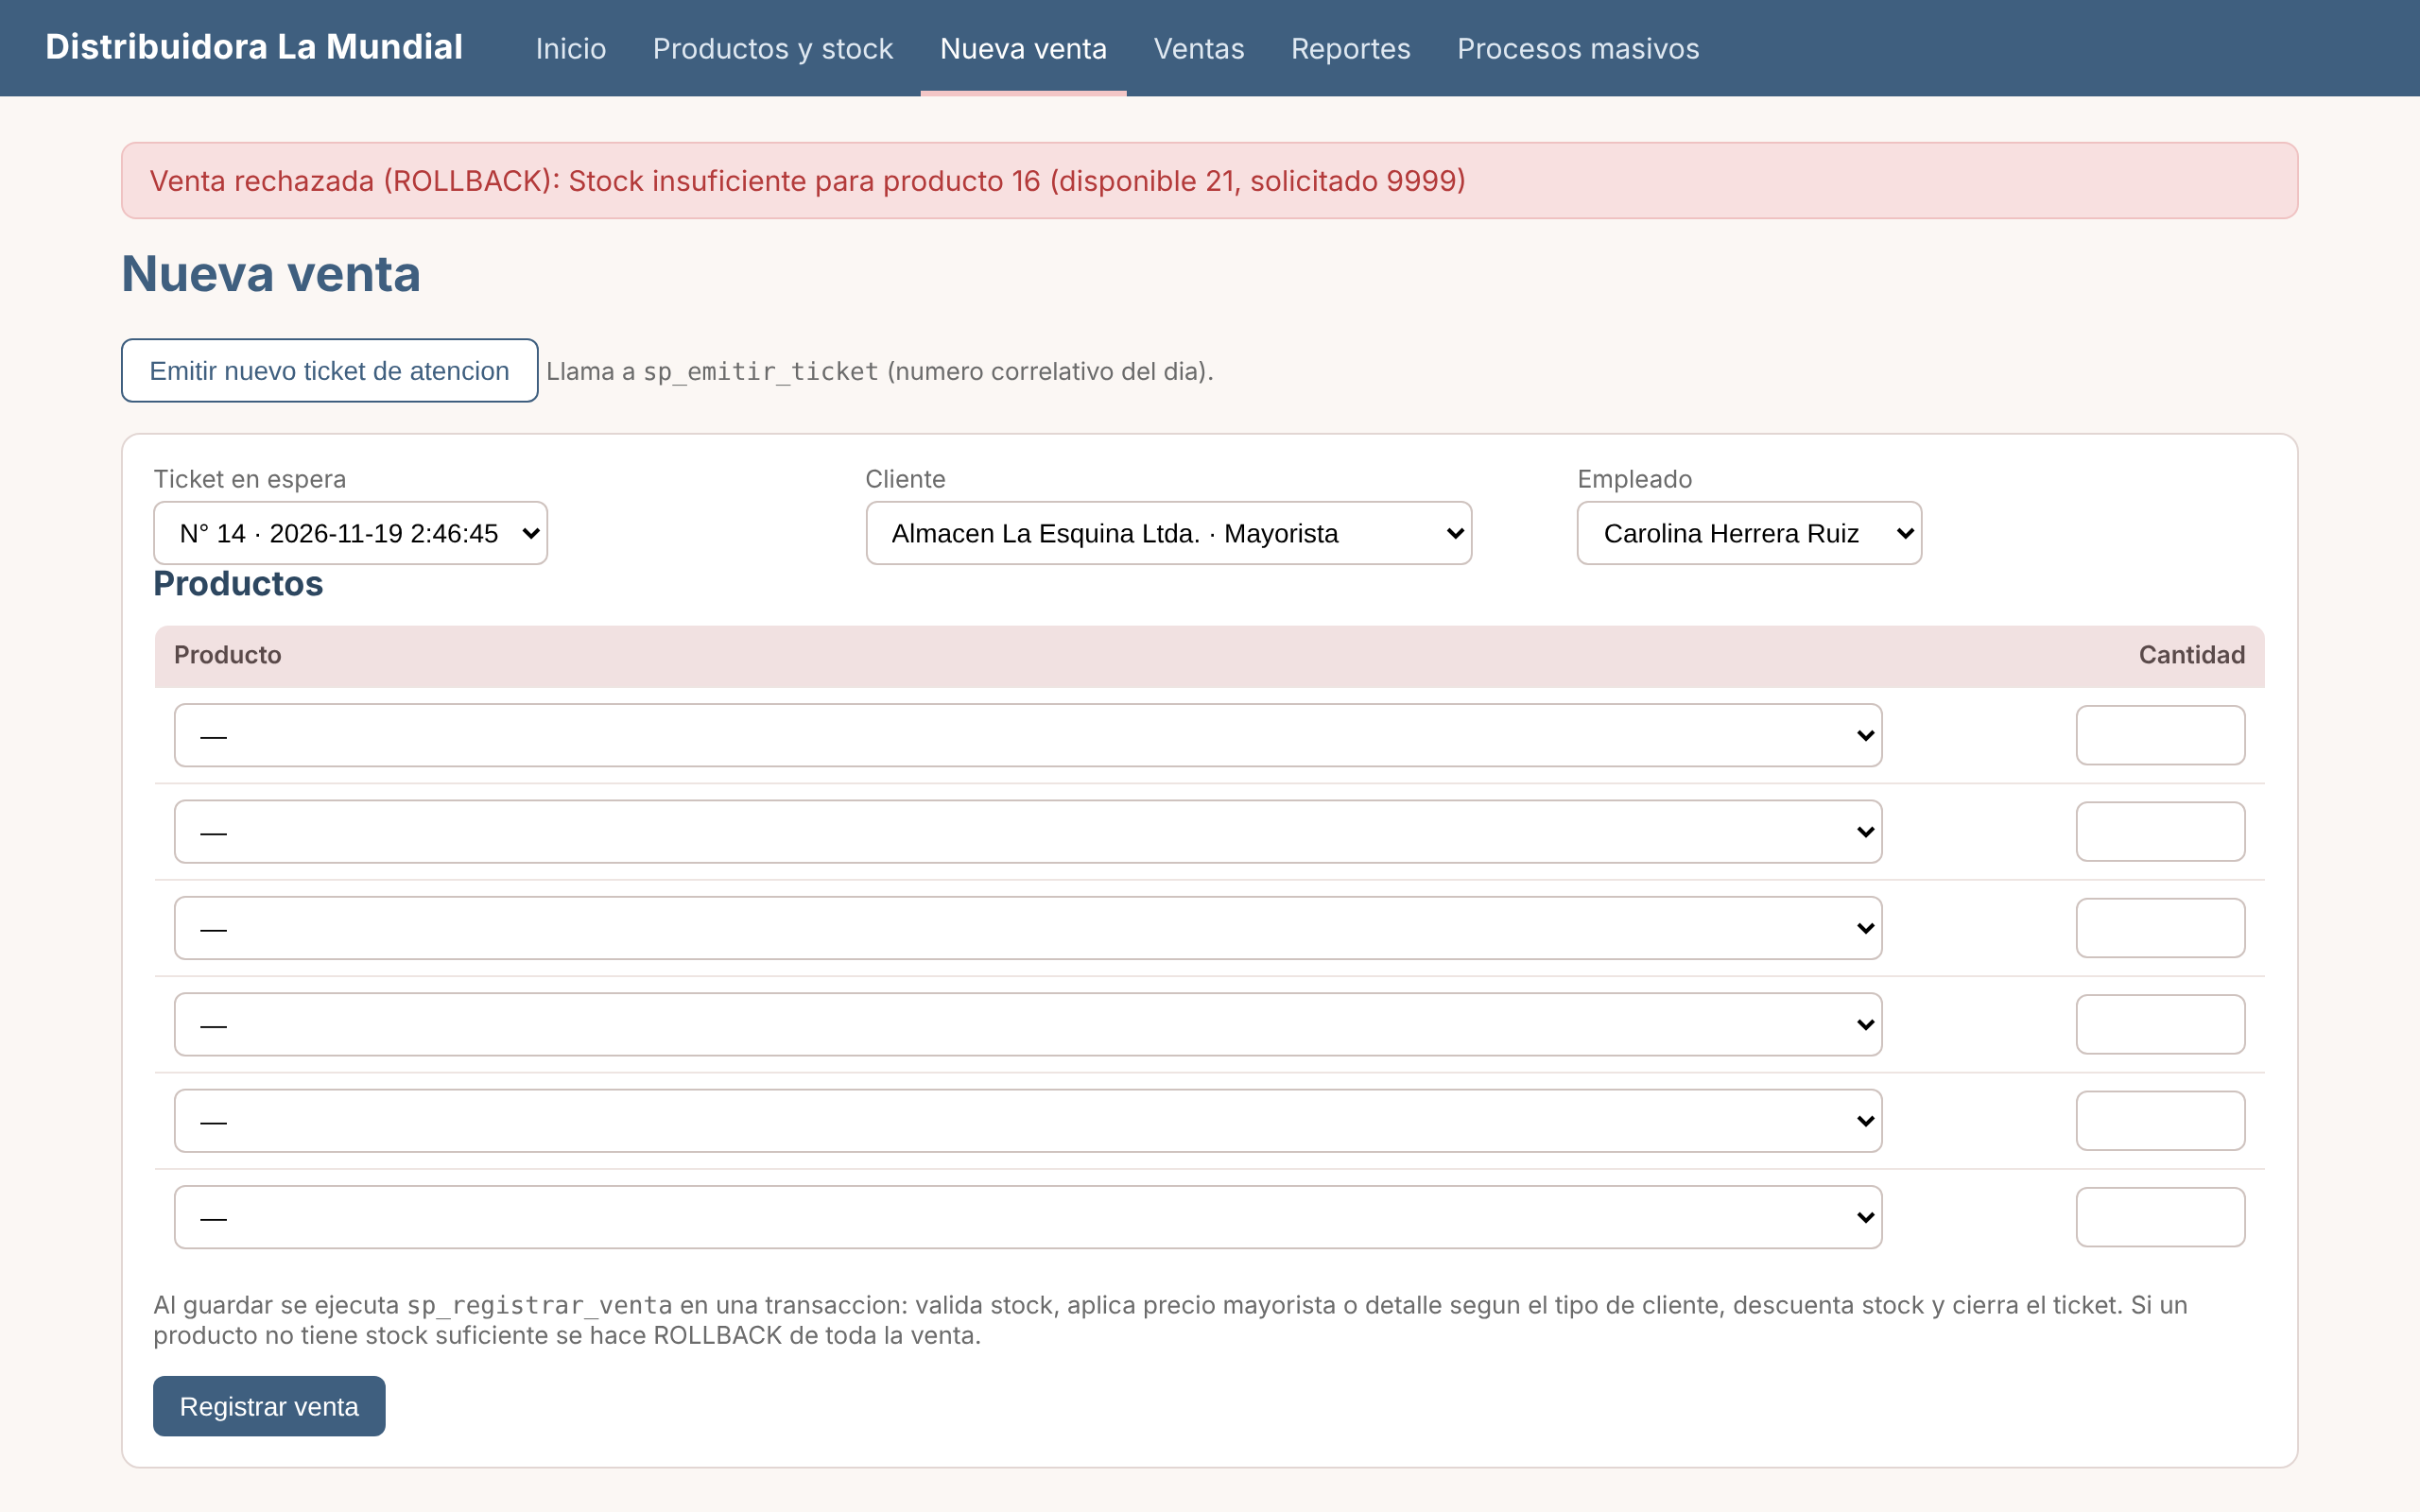 Distribuidora La Mundial Inicio Productos y stock Nueva venta Ventas Reportes Procesos masivos
Venta rechazada (ROLLBACK): Stock insuficiente para producto 16 (disponible 21, solicitado 9999)
Nueva venta
Emitir nuevo ticket de atencion Llama a sp_emitir_ticket (numero correlativo del dia).
Ticket en espera Cliente Empleado
N° 14 · 2026-11-19 2:46:45 Almacen La Esquina Ltda. · Mayorista Carolina Herrera Ruiz
Productos
Producto Cantidad
—
—
—
—
—
—
Al guardar se ejecuta sp_registrar_venta en una transaccion: valida stock, aplica precio mayorista o detalle segun el tipo de cliente, descuenta stock y cierra el ticket. Si un
producto no tiene stock suficiente se hace ROLLBACK de toda la venta.
Registrar venta